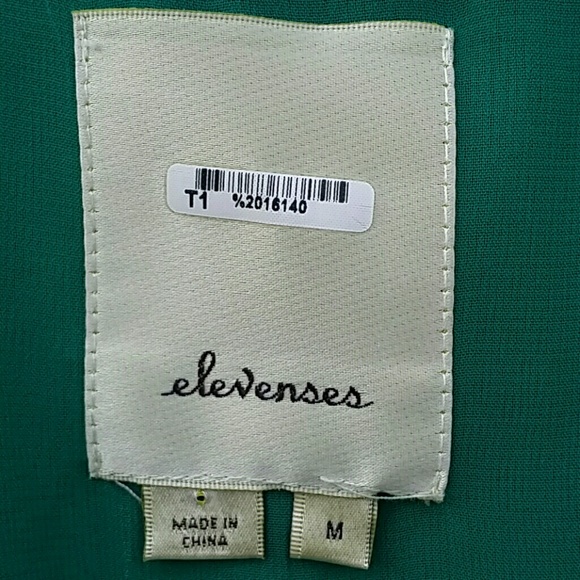 T1 %2016140
elevenses
MADE IN
CHINA
M